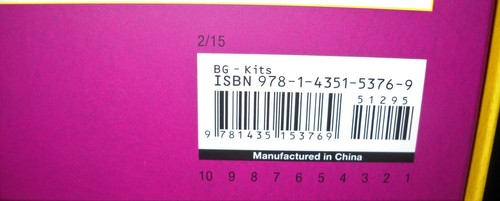 2/15
BG - Kits
ISBN 978-1-4351-5376-9
51295
9 781435 153769
Manufactured in China
10 9 8 7 6 5 4 3 2 1